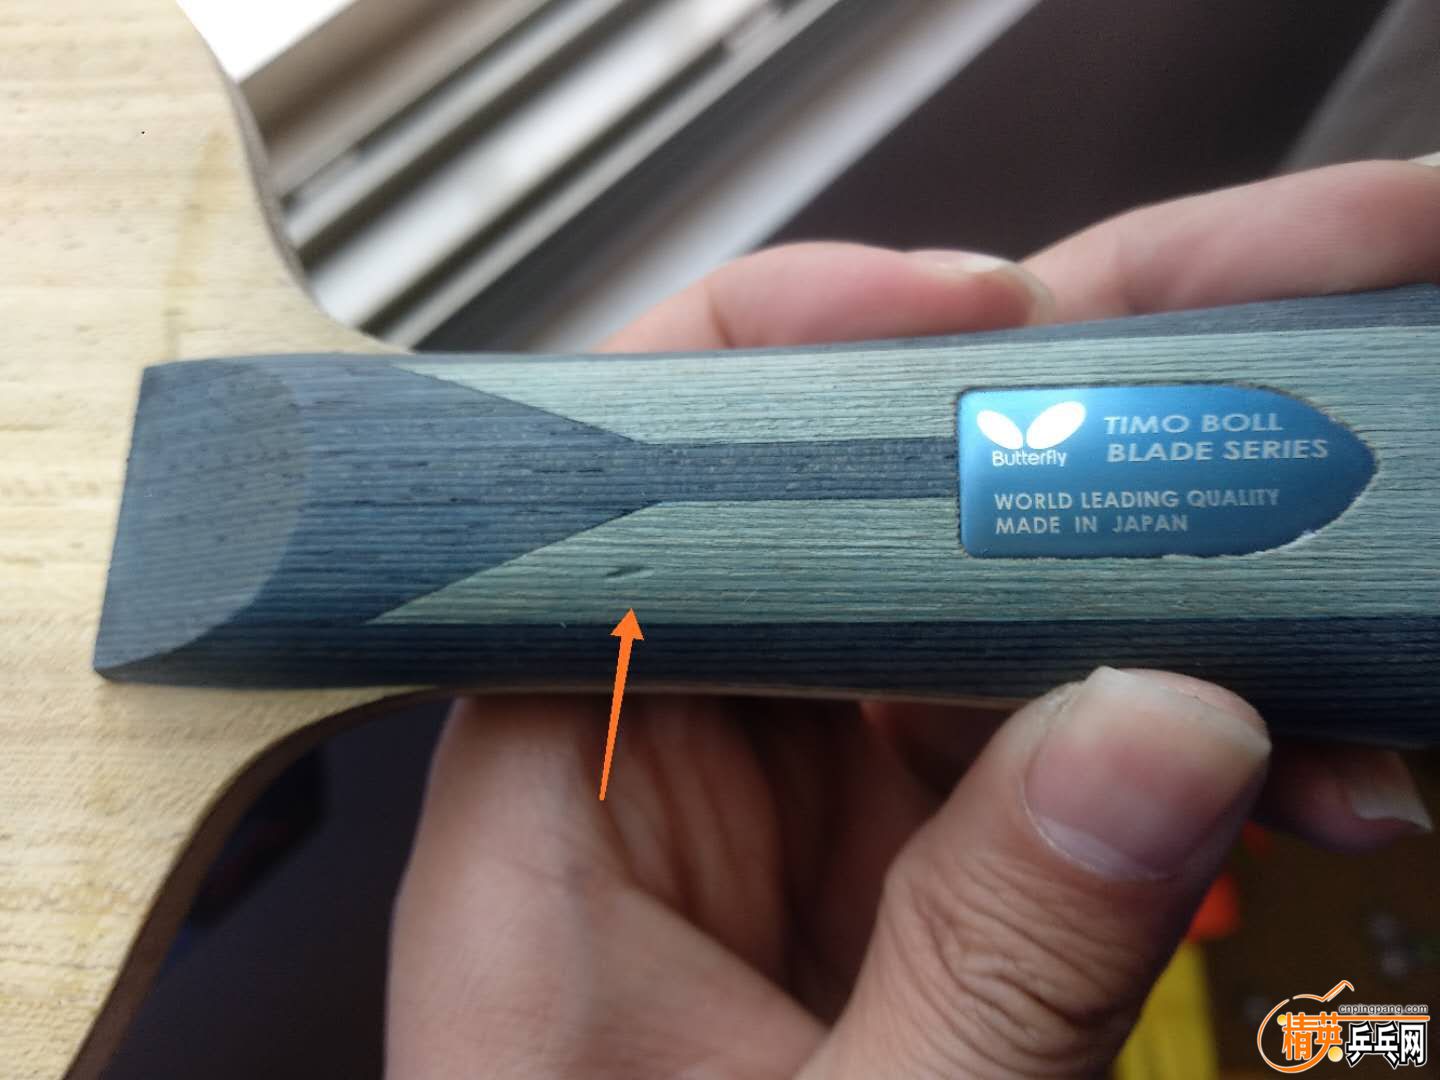 Butterfly
TIMO BOLL
BLADE SERIES
WORLD LEADING QUALITY
MADE IN JAPAN
cnpingpang.com
精英乒乓网